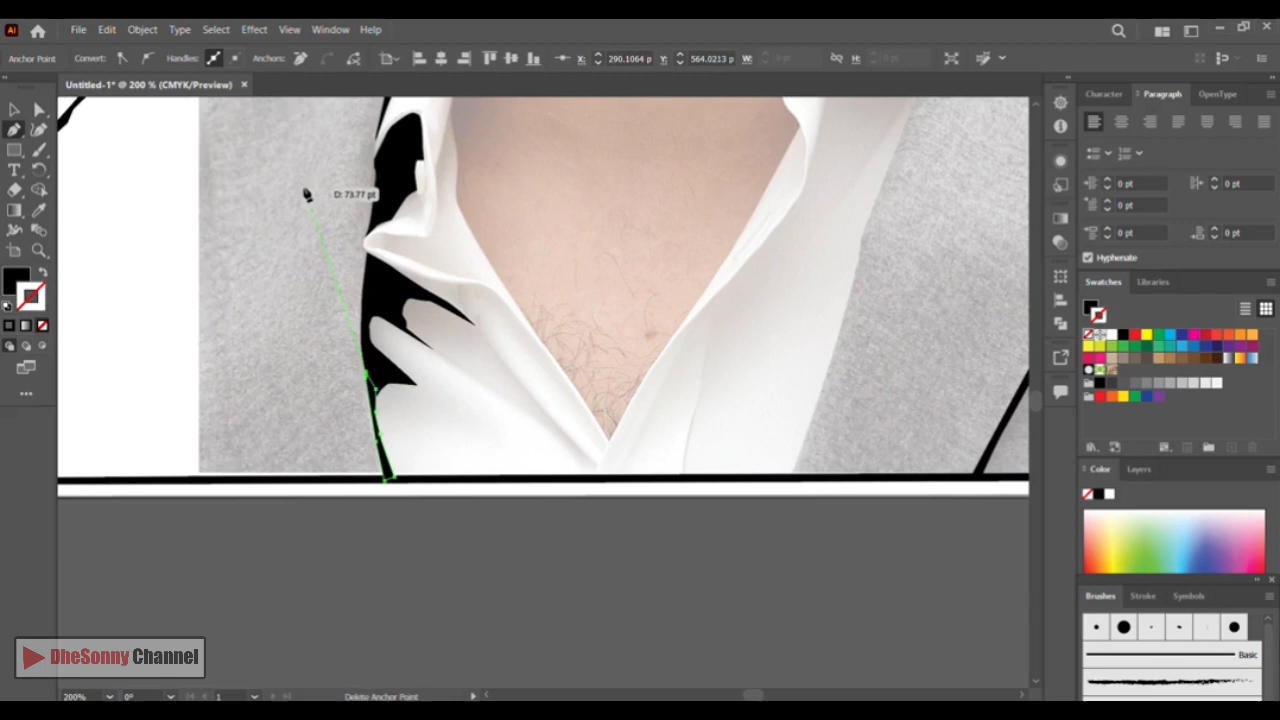 Ai File Edit Object Type Select Effect View Window Help
Anchor Point Convert: Handles: Anchors: X: 290.1064 p Y: 564.0213 p W: H:
Untitled-1* @ 200 % (CMYK/Preview)
Character Paragraph OpenType
D: 73.77 pt
0 pt 0 pt
0 pt
0 pt 0 pt
Hyphenate
Swatches Libraries
Color Layers
Brushes Stroke Symbols
Basic
DheSonny Channel
200% 0° 1 Delete Anchor Point